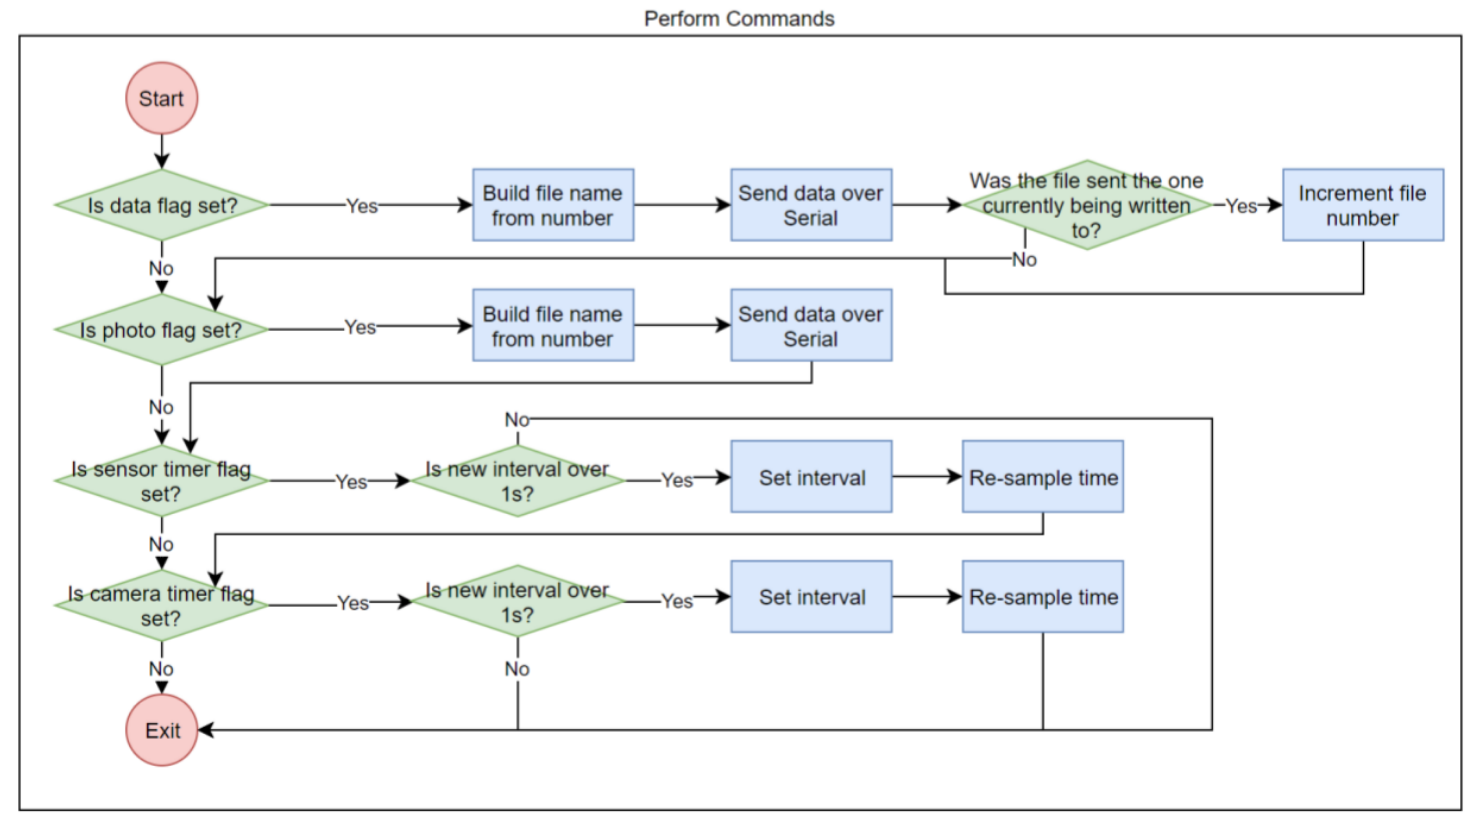 Perform Commands
Start
Is data flag set?
Yes
Build file name
from number
Send data over
Serial
Was the file sent the one
currently being written
to?
Yes
Increment file
number
No
No
Is photo flag set?
Yes
Build file name
from number
Send data over
Serial
No
No
Is sensor timer flag
set?
Yes
Is new interval over
1s?
Yes
Set interval
Re-sample time
No
Is camera timer flag
set?
Yes
Is new interval over
1s?
Yes
Set interval
Re-sample time
No
No
Exit